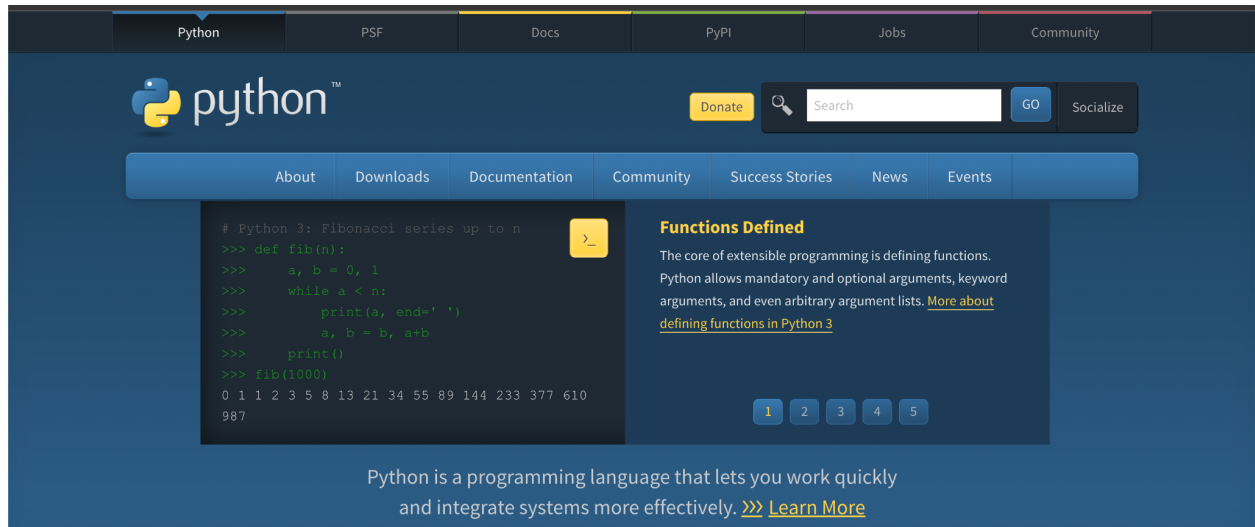 Python PSF Docs PyPI Jobs Community
python™
Donate Search GO Socialize
About Downloads Documentation Community Success Stories News Events
# Python 3: Fibonacci series up to n
>>> def fib(n):
>>>     a, b = 0, 1
>>>     while a < n:
>>>         print(a, end=' ')
>>>         a, b = b, a+b
>>>     print()
>>> fib(1000)
0 1 1 2 3 5 8 13 21 34 55 89 144 233 377 610
987
>_
Functions Defined
The core of extensible programming is defining functions.
Python allows mandatory and optional arguments, keyword
arguments, and even arbitrary argument lists. More about
defining functions in Python 3
1 2 3 4 5
Python is a programming language that lets you work quickly
and integrate systems more effectively. >>> Learn More